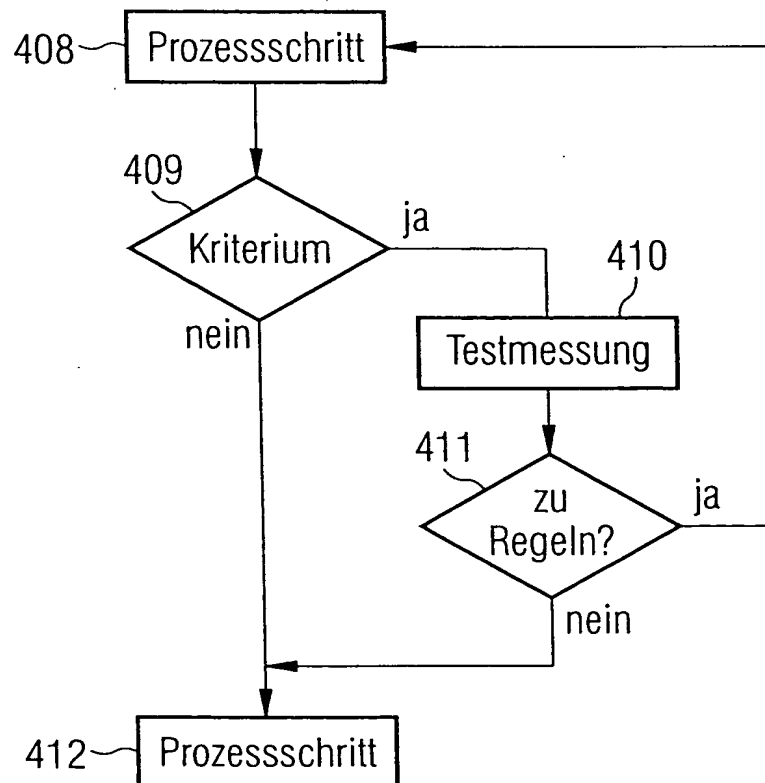 408
Prozessschritt
409
Kriterium
ja
nein
410
Testmessung
411
zu
Regeln?
ja
nein
412
Prozessschritt